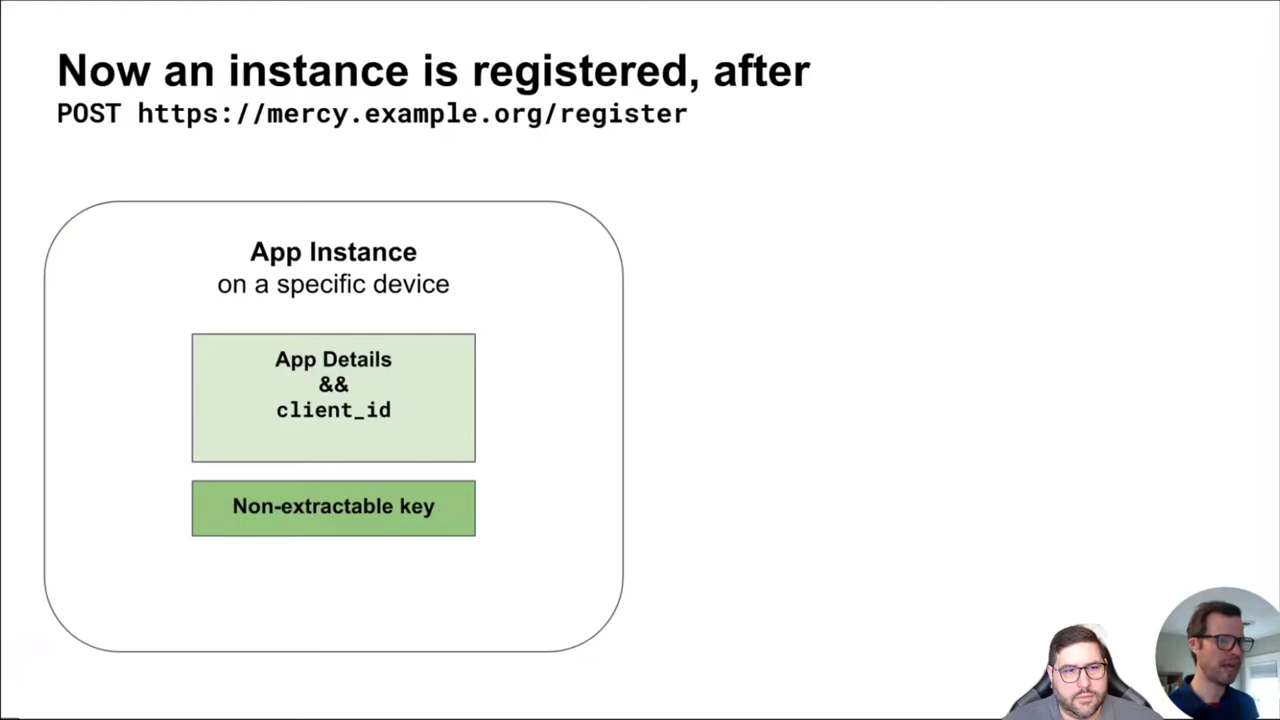 Now an instance is registered, after
POST https://mercy.example.org/register
App Instance
on a specific device
App Details
&&
client_id
Non-extractable key